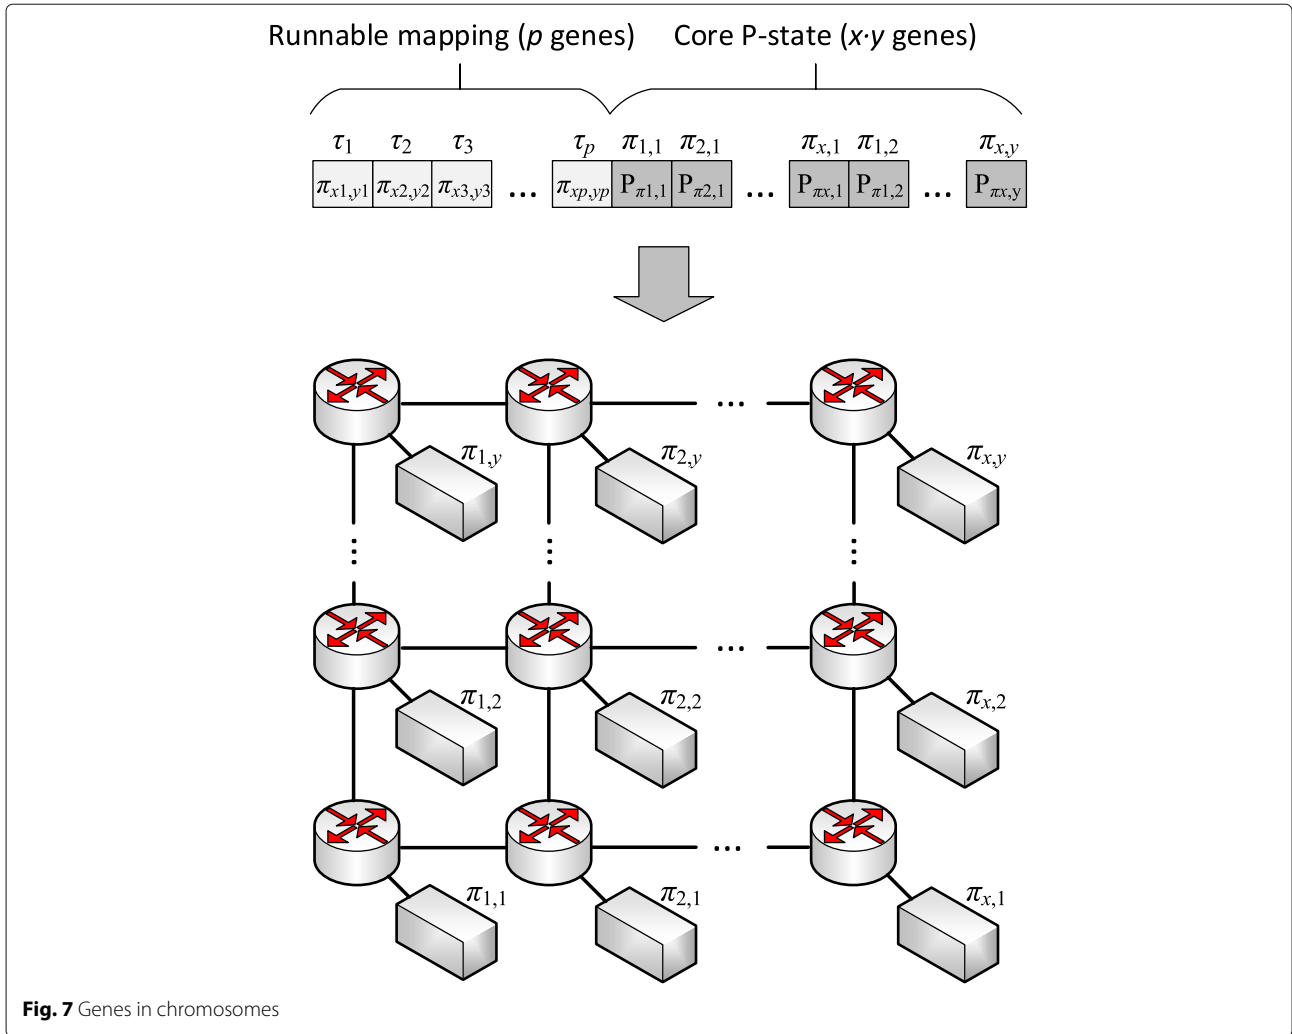 Runnable mapping (p genes) Core P-state (x·y genes)
τ1 τ2 τ3 τp π1,1 π2,1 πx,1 π1,2 πx,y
πx1,y1 πx2,y2 πx3,y3 ... πxp,yp Pπ1,1 Pπ2,1 ... Pπx,1 Pπ1,2 ... Pπx,y
...
π1,y π2,y πx,y
...
π1,2 π2,2 πx,2
...
π1,1 π2,1 πx,1
Fig. 7 Genes in chromosomes